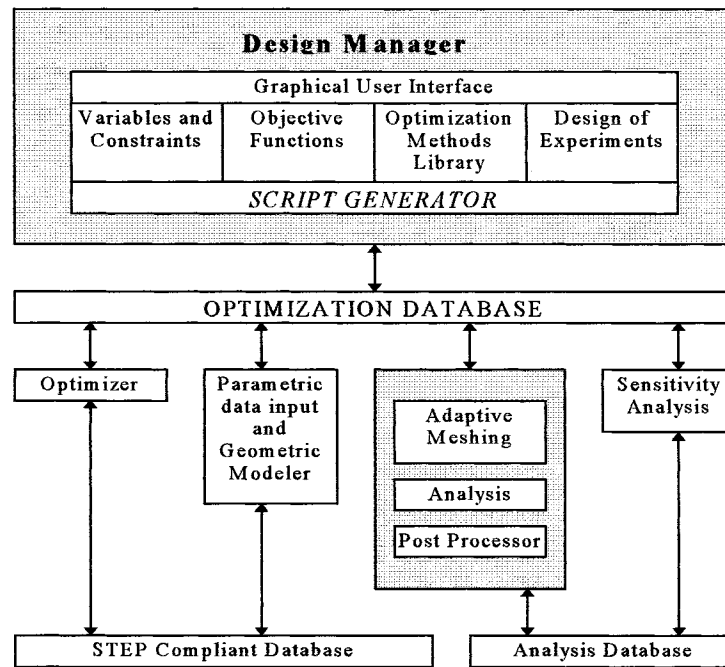 Design Manager
Graphical User Interface
Variables and
Constraints
Objective
Functions
Optimization
Methods
Library
Design of
Experiments
SCRIPT GENERATOR
OPTIMIZATION DATABASE
Optimizer
Parametric
data input
and
Geometric
Modeler
Adaptive
Meshing
Analysis
Post Processor
Sensitivity
Analysis
STEP Compliant Database
Analysis Database